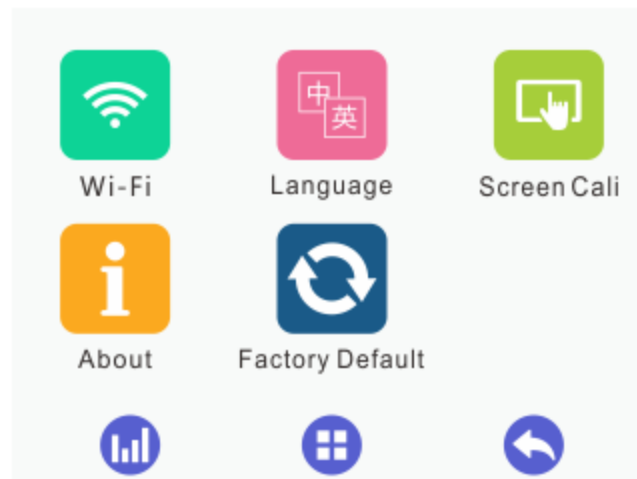 中
英
Wi-Fi
Language
Screen Cali
About
Factory Default